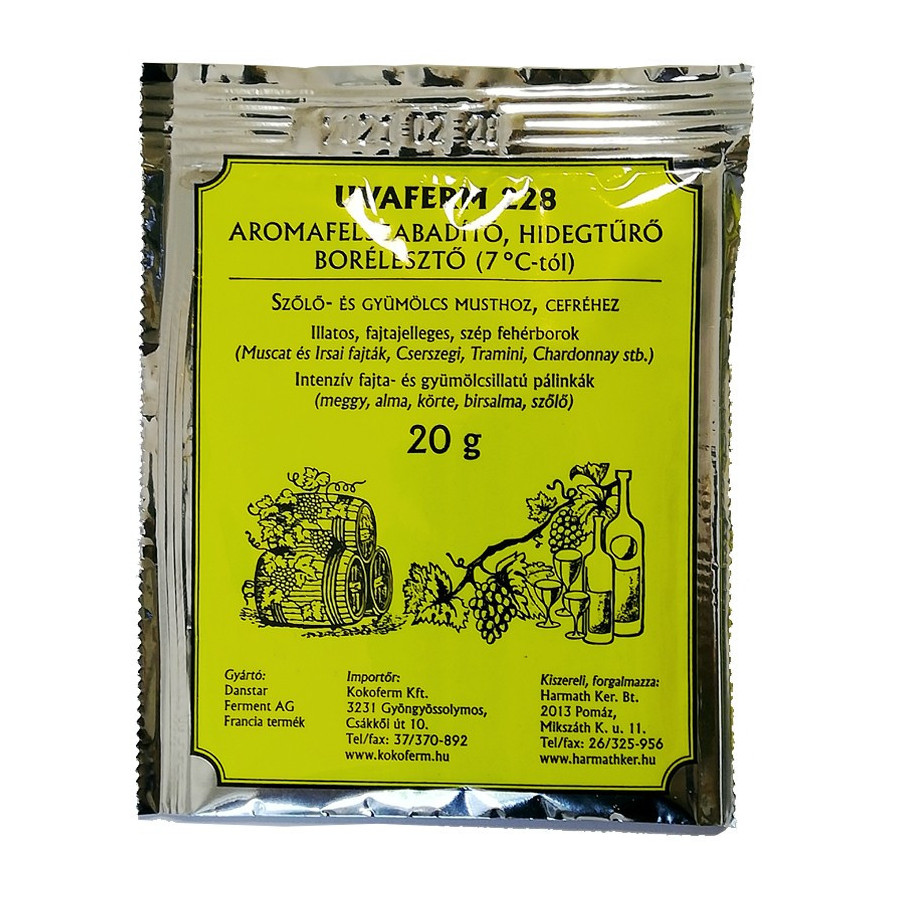 2021 02 28
UVAFERM 228
AROMAFELSZABADÍTÓ, HIDEGTŰRŐ
BORÉLESZTŐ (7 °C-tól)
SZŐLŐ- ÉS GYÜMÖLCS MUSTHOZ, CEFRÉHEZ
Illatos, fajtajelleges, szép fehérborok
(Muscat és Irsai fajták, Cserszegi, Tramini, Chardonnay stb.)
Intenzív fajta- és gyümölcsillatú pálinkák
(meggy, alma, körte, birsalma, szőlő)
20 g
Gyártó:
Danstar
Ferment AG
Francia termék
Importőr:
Kokoferm Kft.
3231 Gyöngyössolymos,
Csákkői út 10.
Tel/fax: 37/370-892
www.kokoferm.hu
Kiszereli, forgalmazza:
Harmath Ker. Bt.
2013 Pomáz,
Mikszáth K. u. 11.
Tel/fax: 26/325-956
www.harmathker.hu